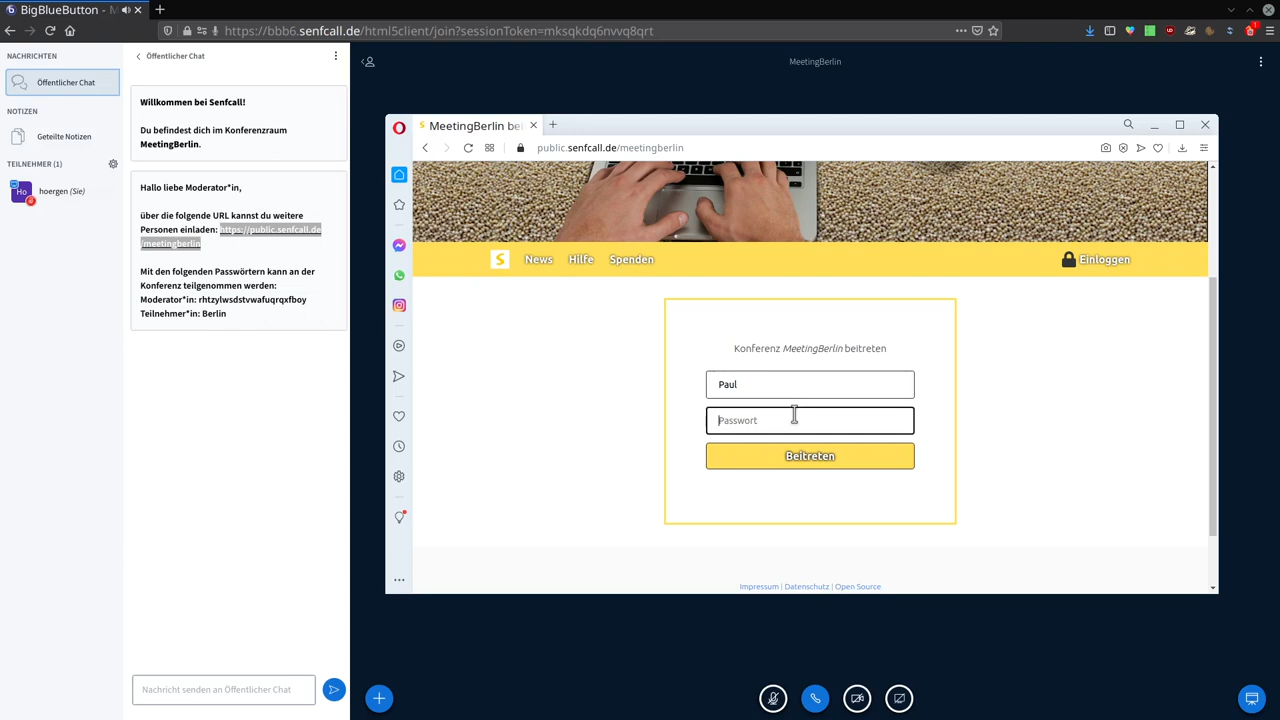 BigBlueButton - M
https://bbb6.senfcall.de/html5client/join?sessionToken=mksqkdq6nvvq8qrt
NACHRICHTEN
Öffentlicher Chat
NOTIZEN
Geteilte Notizen
TEILNEHMER (1)
Ho
hoergen (Sie)
Öffentlicher Chat
Willkommen bei Senfcall!
Du befindest dich im Konferenzraum
MeetingBerlin.
Hallo liebe Moderator*in,
über die folgende URL kannst du weitere
Personen einladen: https://public.senfcall.de
/meetingberlin
Mit den folgenden Passwörtern kann an der
Konferenz teilgenommen werden:
Moderator*in: rhtzylwsdstvwafuqrqxfboy
Teilnehmer*in: Berlin
Nachricht senden an Öffentlicher Chat
MeetingBerlin
MeetingBerlin be
public.senfcall.de/meetingberlin
S News Hilfe Spenden Einloggen
Konferenz MeetingBerlin beitreten
Paul
Passwort
Beitreten
Impressum | Datenschutz | Open Source